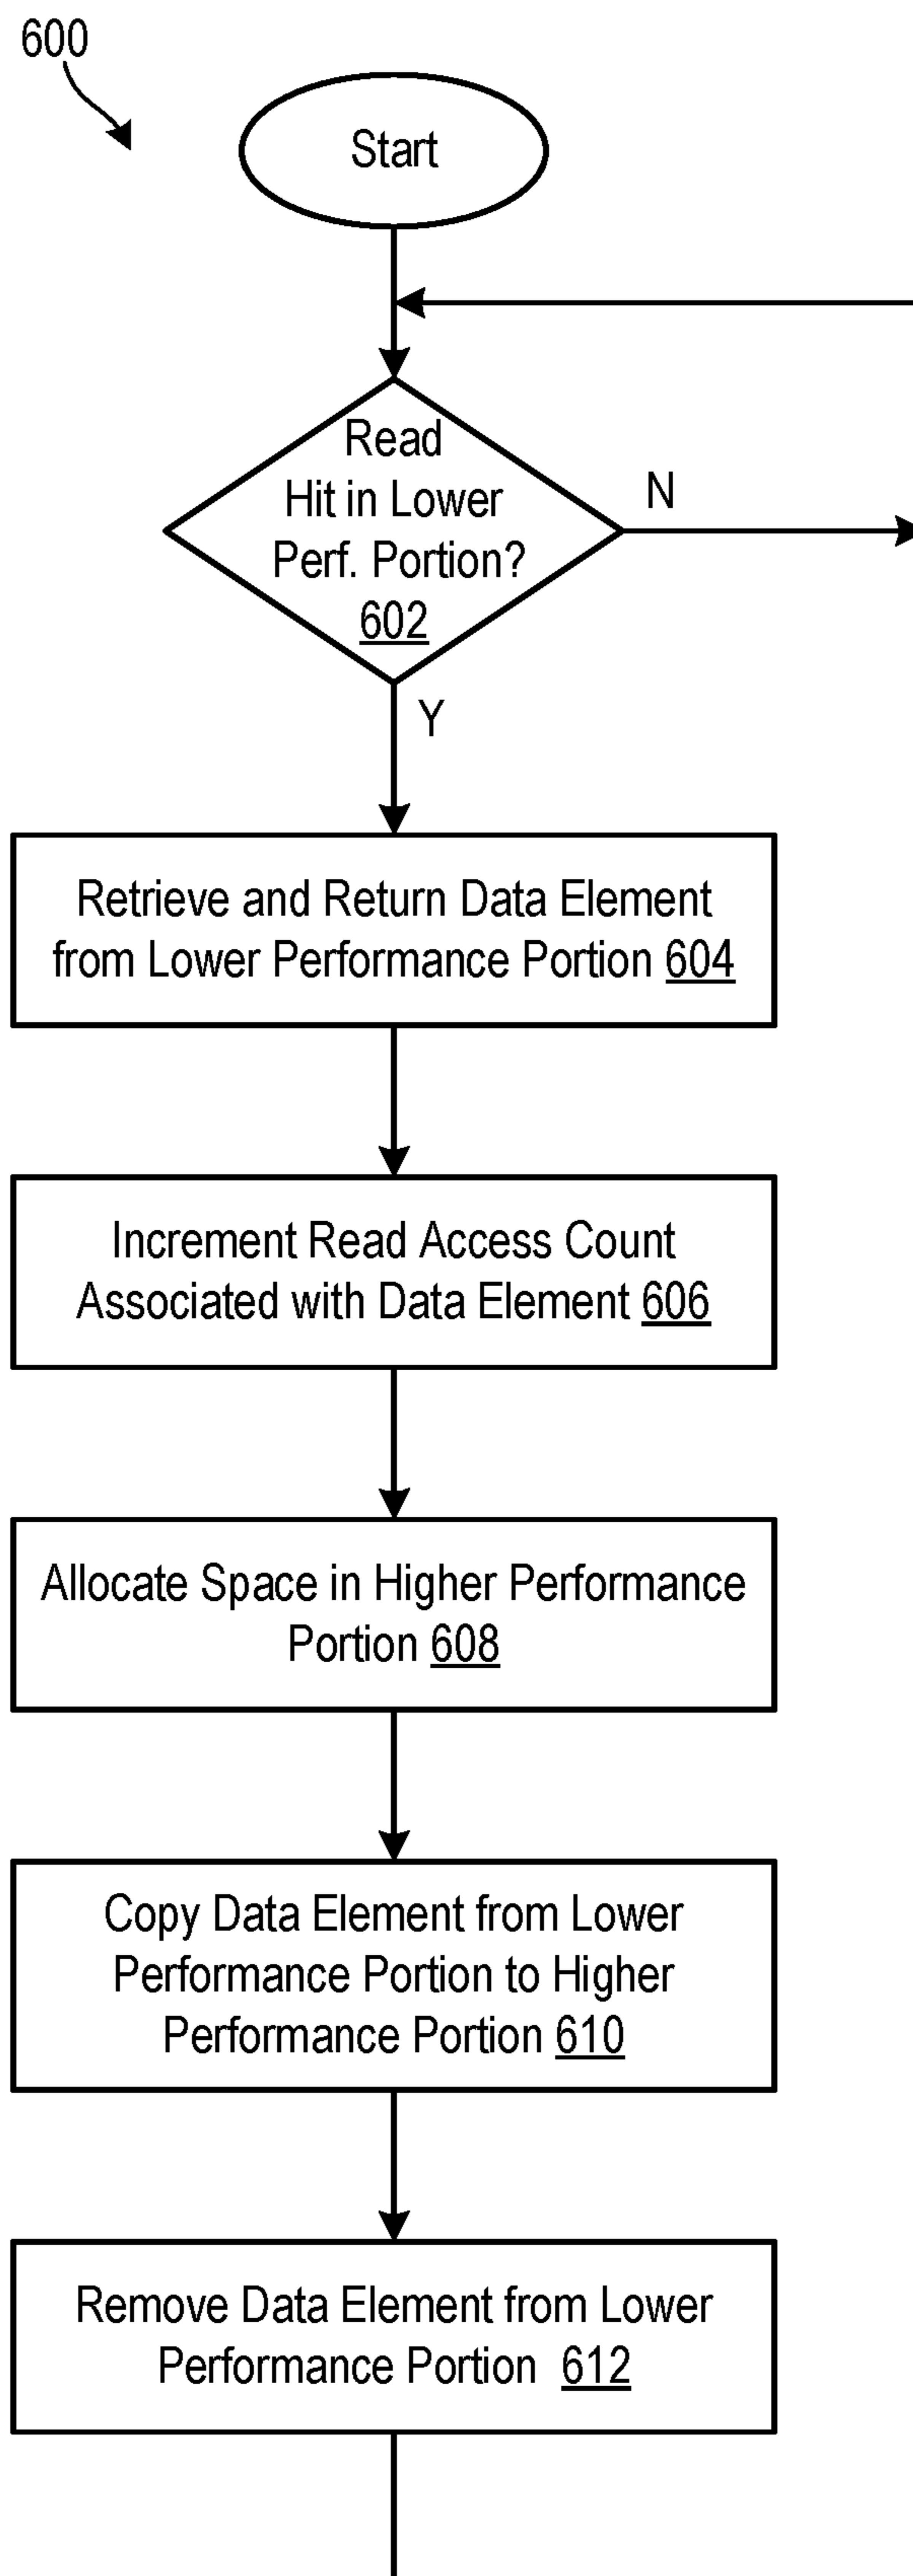 600
Start
Read
Hit in Lower
Perf. Portion?
602
N
Y
Retrieve and Return Data Element
from Lower Performance Portion 604
Increment Read Access Count
Associated with Data Element 606
Allocate Space in Higher Performance
Portion 608
Copy Data Element from Lower
Performance Portion to Higher
Performance Portion 610
Remove Data Element from Lower
Performance Portion 612